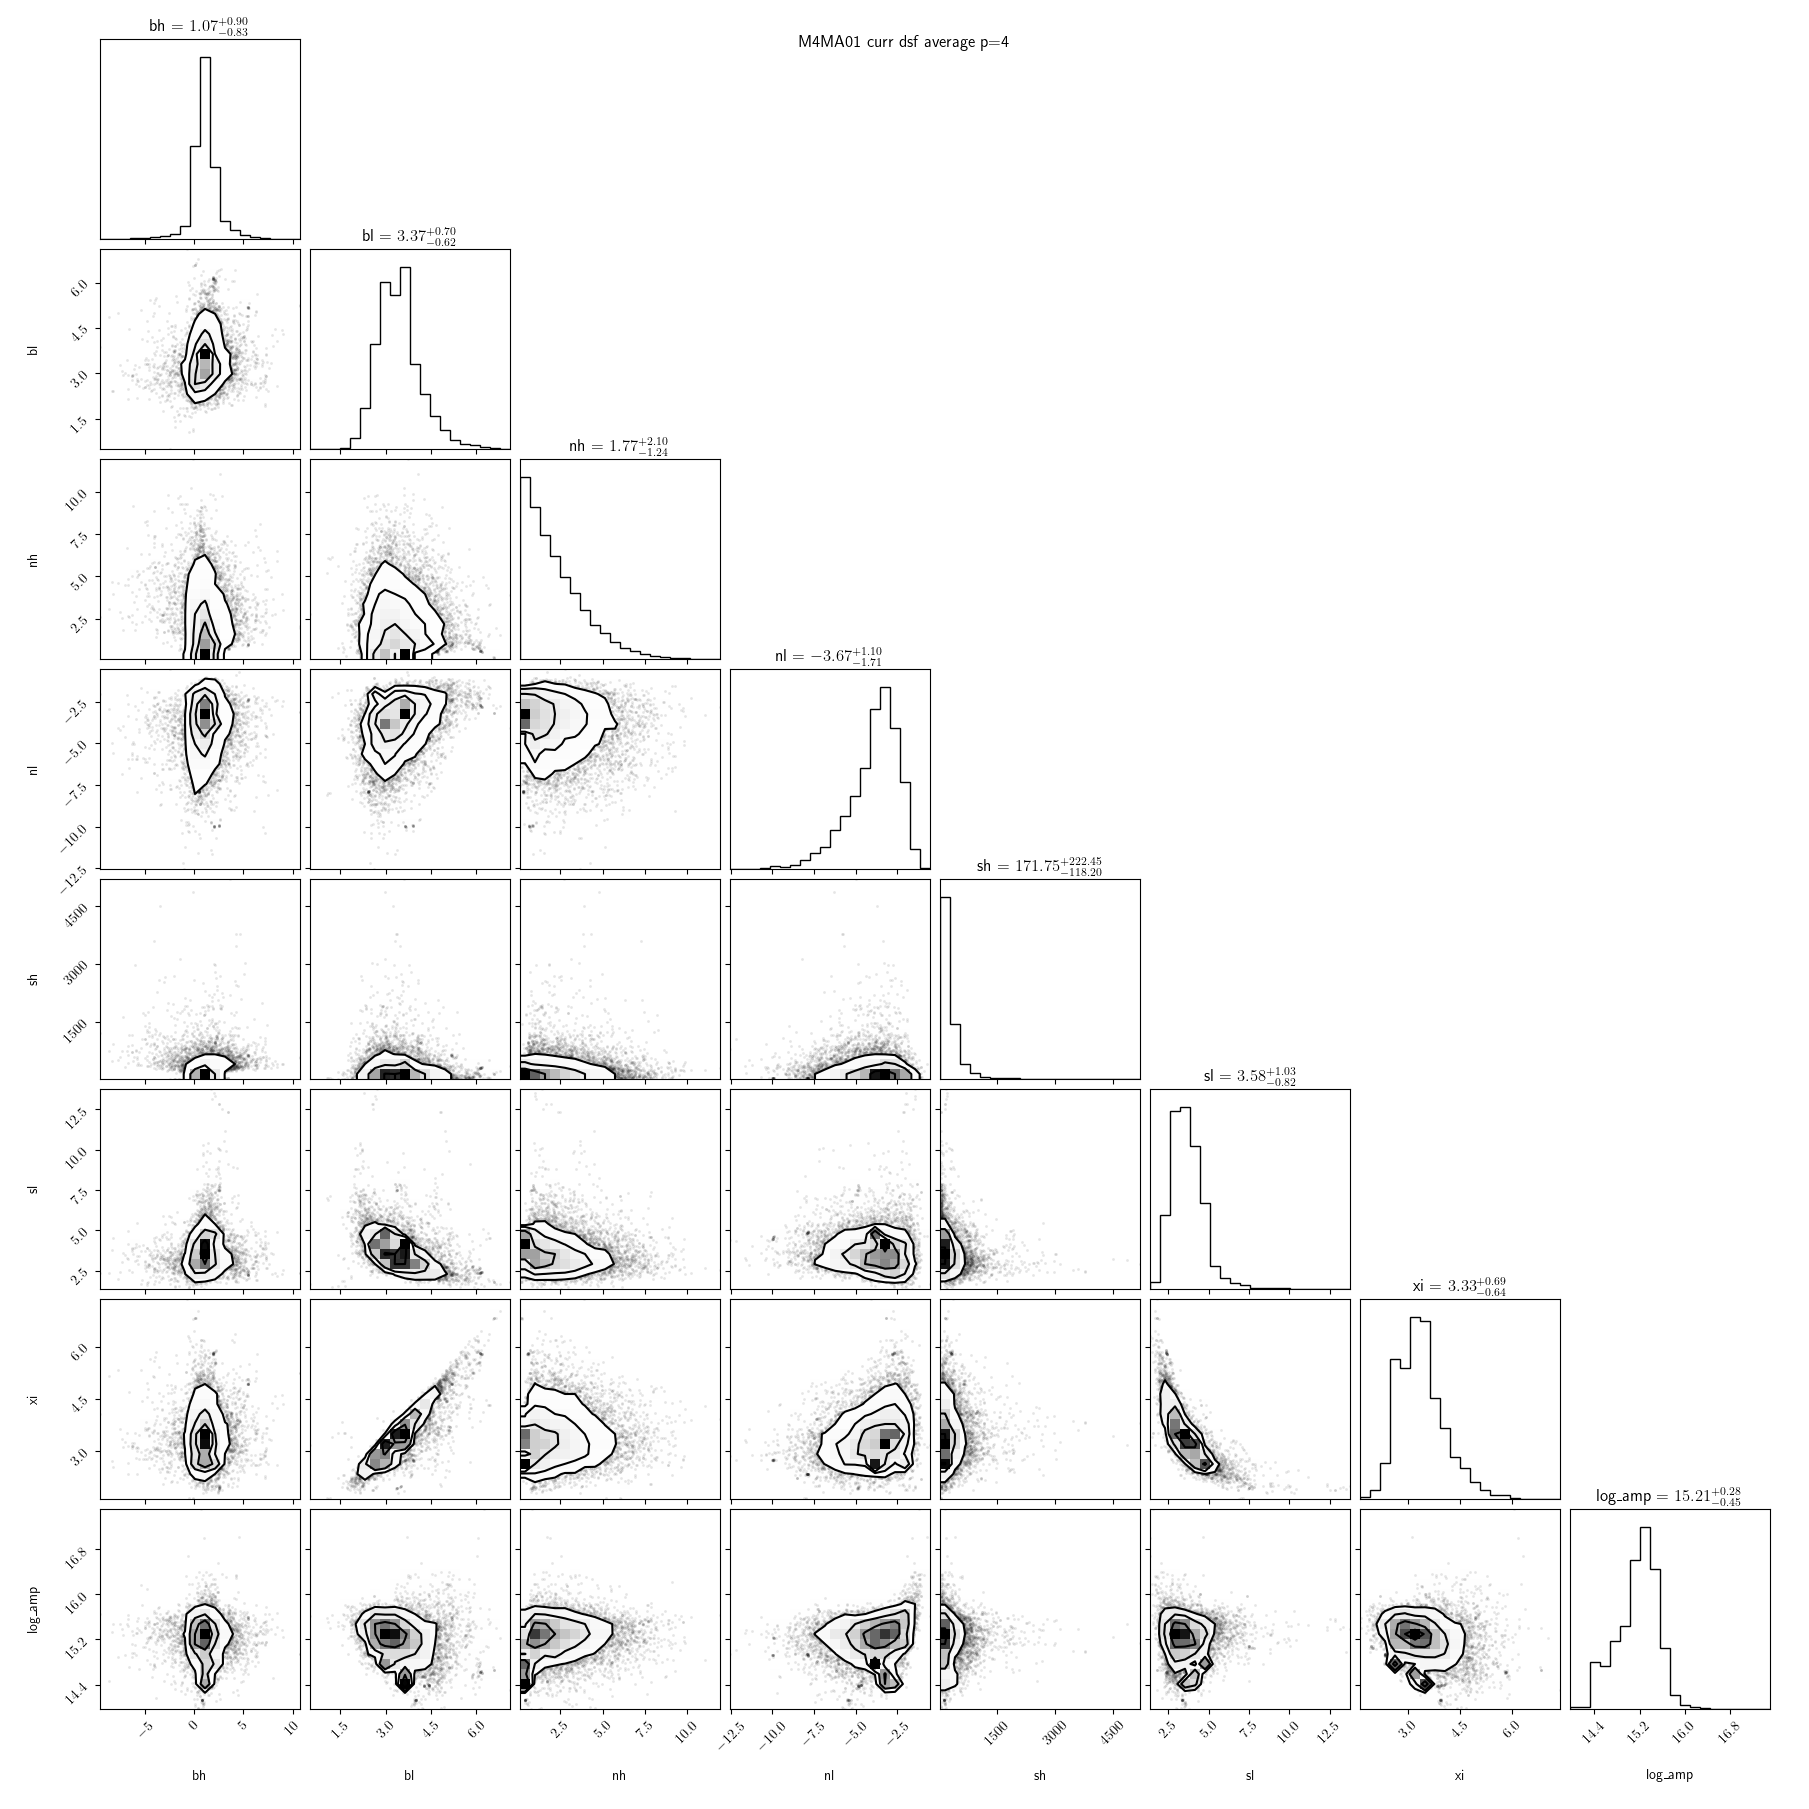 bh = 1.07^{+0.90}_{-0.83}
M4MA01 curr dsf average p=4
bl = 3.37^{+0.70}_{-0.62}
6.0
4.5
3.0
1.5
bl
nh = 1.77^{+2.10}_{-1.24}
10.0
7.5
5.0
2.5
nh
nl = −3.67^{+1.10}_{-1.71}
−2.5
−5.0
−7.5
−10.0
−12.5
nl
sh = 171.75^{+222.45}_{-118.20}
4500
3000
1500
sh
sl = 3.58^{+1.03}_{-0.82}
12.5
10.0
7.5
5.0
2.5
sl
xi = 3.33^{+0.69}_{-0.64}
6.0
4.5
3.0
xi
log_amp = 15.21^{+0.28}_{-0.45}
16.8
16.0
15.2
14.4
log_amp
−5 0 5 10 1.5 3.0 4.5 6.0 2.5 5.0 7.5 10.0 −12.5 −10.0 −7.5 −5.0 −2.5 1500 3000 4500 2.5 5.0 7.5 10.0 12.5 3.0 4.5 6.0 14.4 15.2 16.0 16.8
bh bl nh nl sh sl xi log_amp